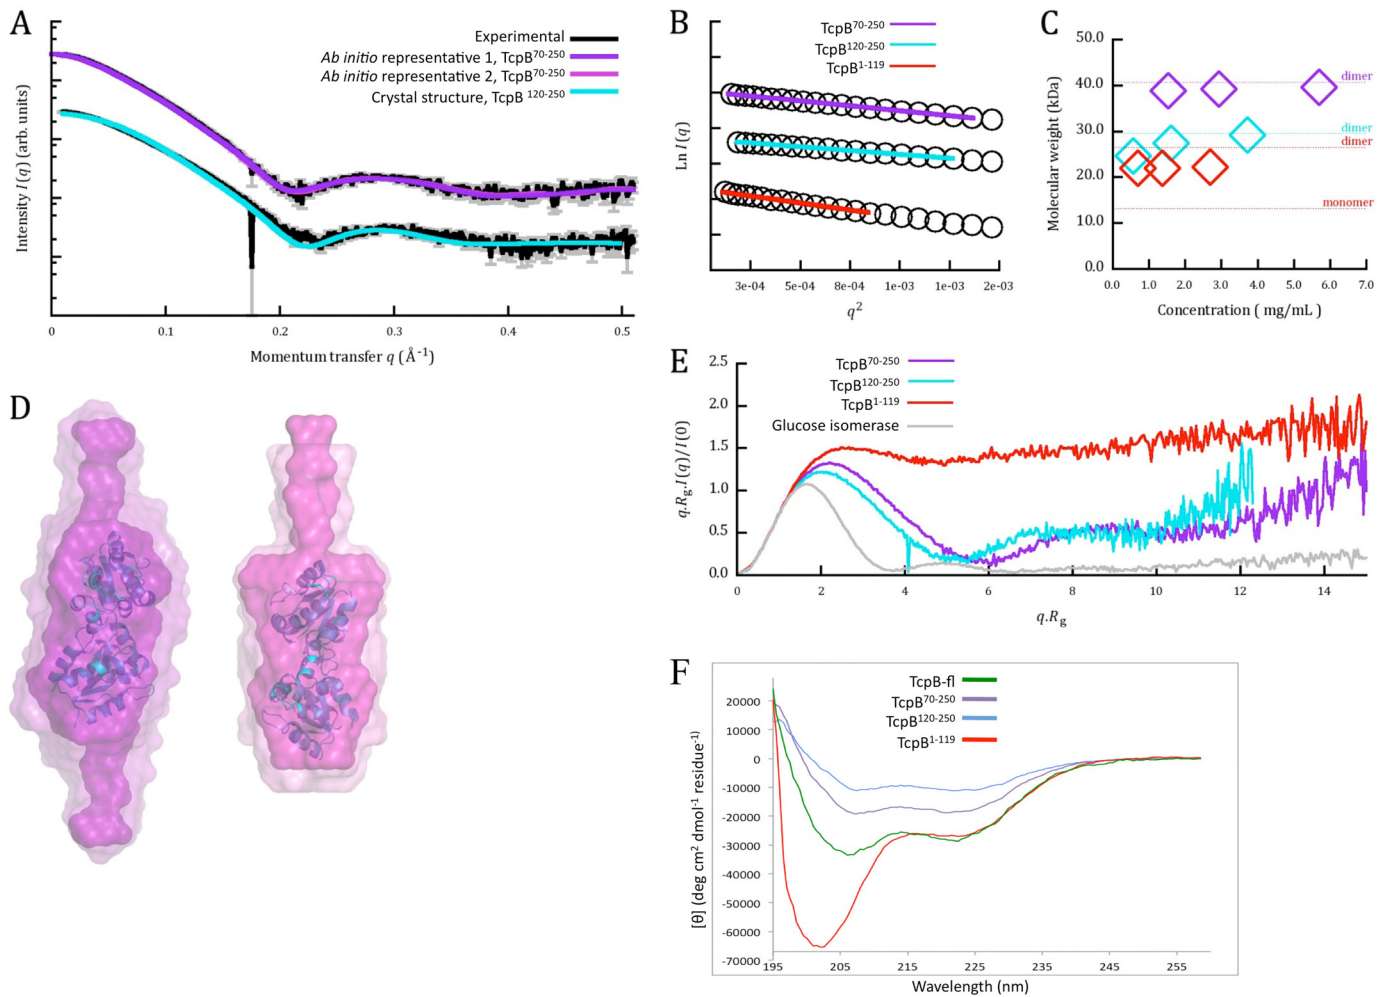 A
Experimental
Ab initio representative 1, TcpB70-250
Ab initio representative 2, TcpB70-250
Crystal structure, TcpB 120-250
Intensity I(q) (arb. units)
0
0.1
0.2
0.3
0.4
0.5
Momentum transfer q (Å-1)
B
TcpB70-250
TcpB120-250
TcpB1-119
Ln I(q)
3e-04
5e-04
8e-04
1e-03
1e-03
2e-03
q2
C
50.0
40.0
30.0
20.0
10.0
0.0
Molecular weight (kDa)
dimer
dimer
dimer
monomer
0.0
1.0
2.0
3.0
4.0
5.0
6.0
7.0
Concentration ( mg/mL )
D
E
TcpB70-250
TcpB120-250
TcpB1-119
Glucose isomerase
2.5
2.0
1.5
1.0
0.5
0.0
q.Rg.I(q)/I(0)
0
2
4
6
8
10
12
14
q.Rg
F
TcpB-fl
TcpB70-250
TcpB120-250
TcpB1-119
20000
10000
0
-10000
-20000
-30000
-40000
-50000
-60000
-70000
[θ] (deg cm2 dmol-1 residue-1)
195
205
215
225
235
245
255
Wavelength (nm)